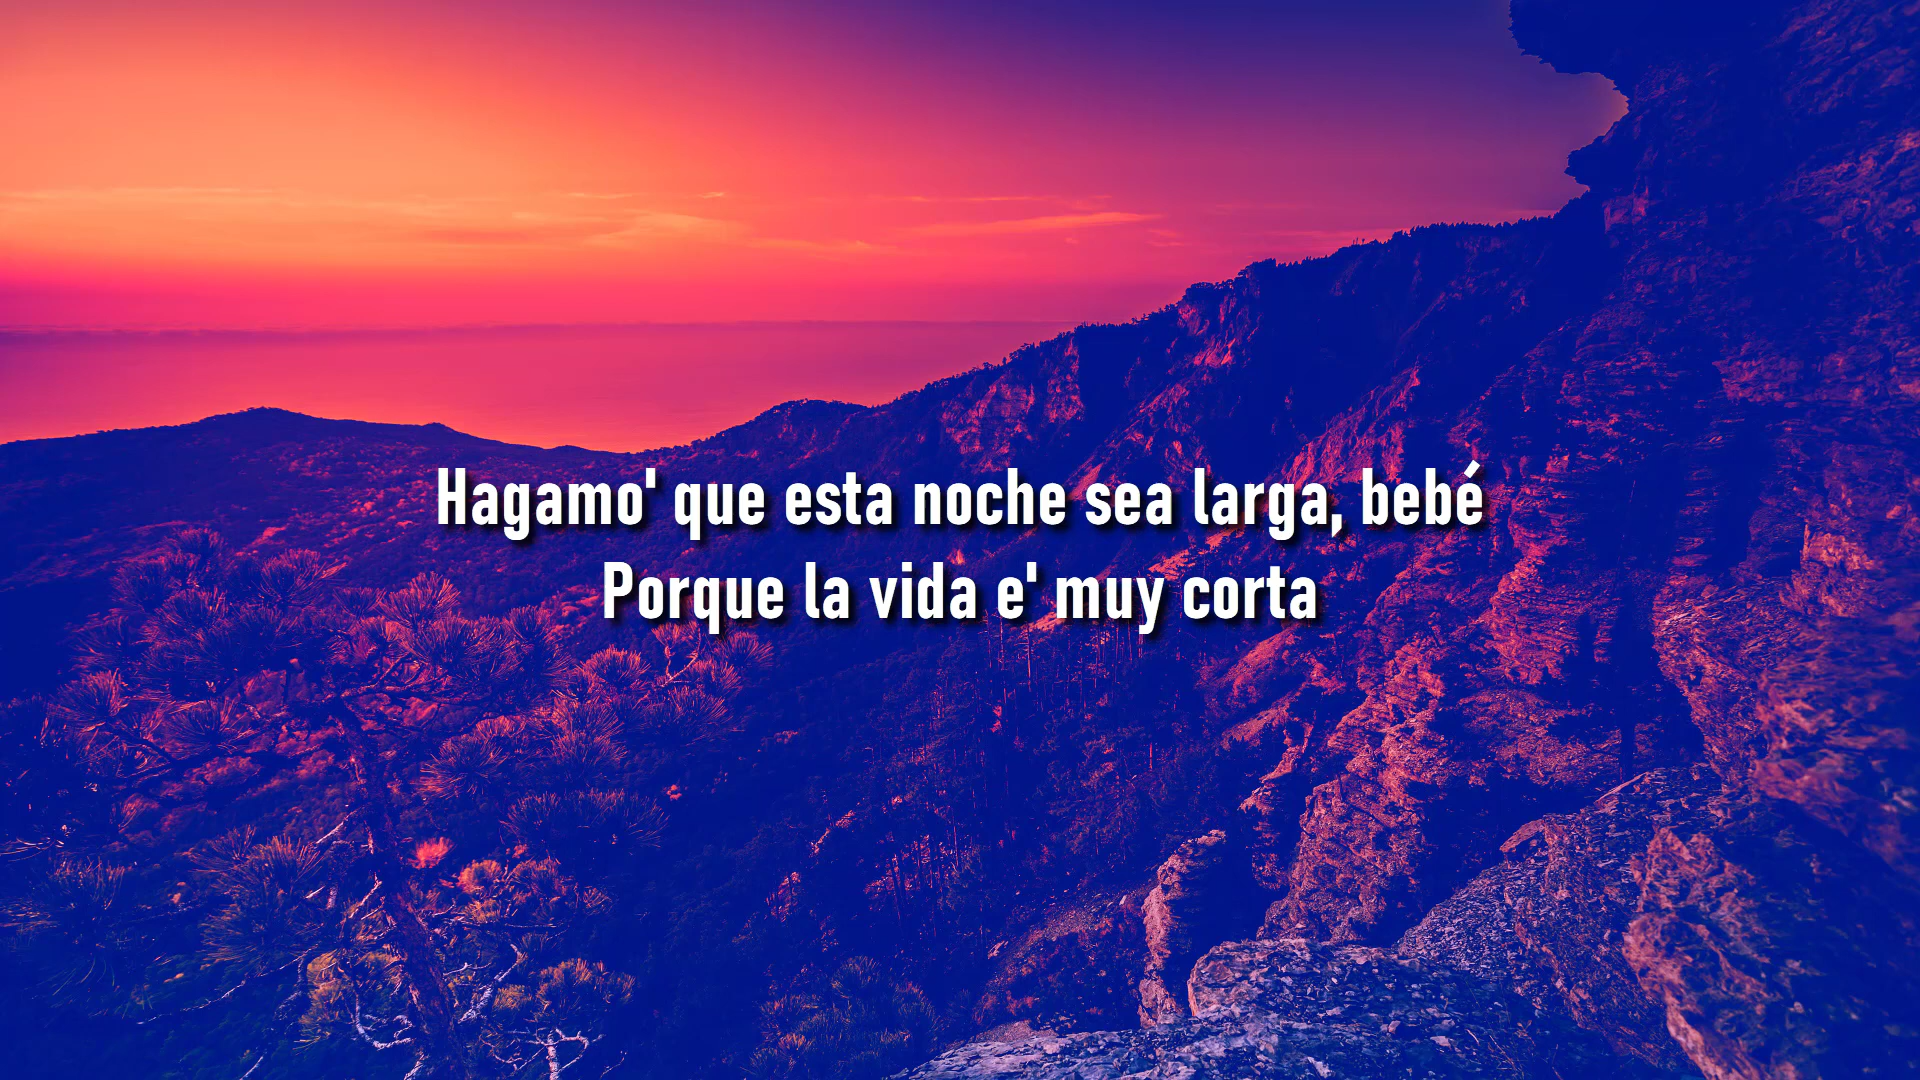 Hagamo' que esta noche sea larga, bebé
Porque la vida e' muy corta